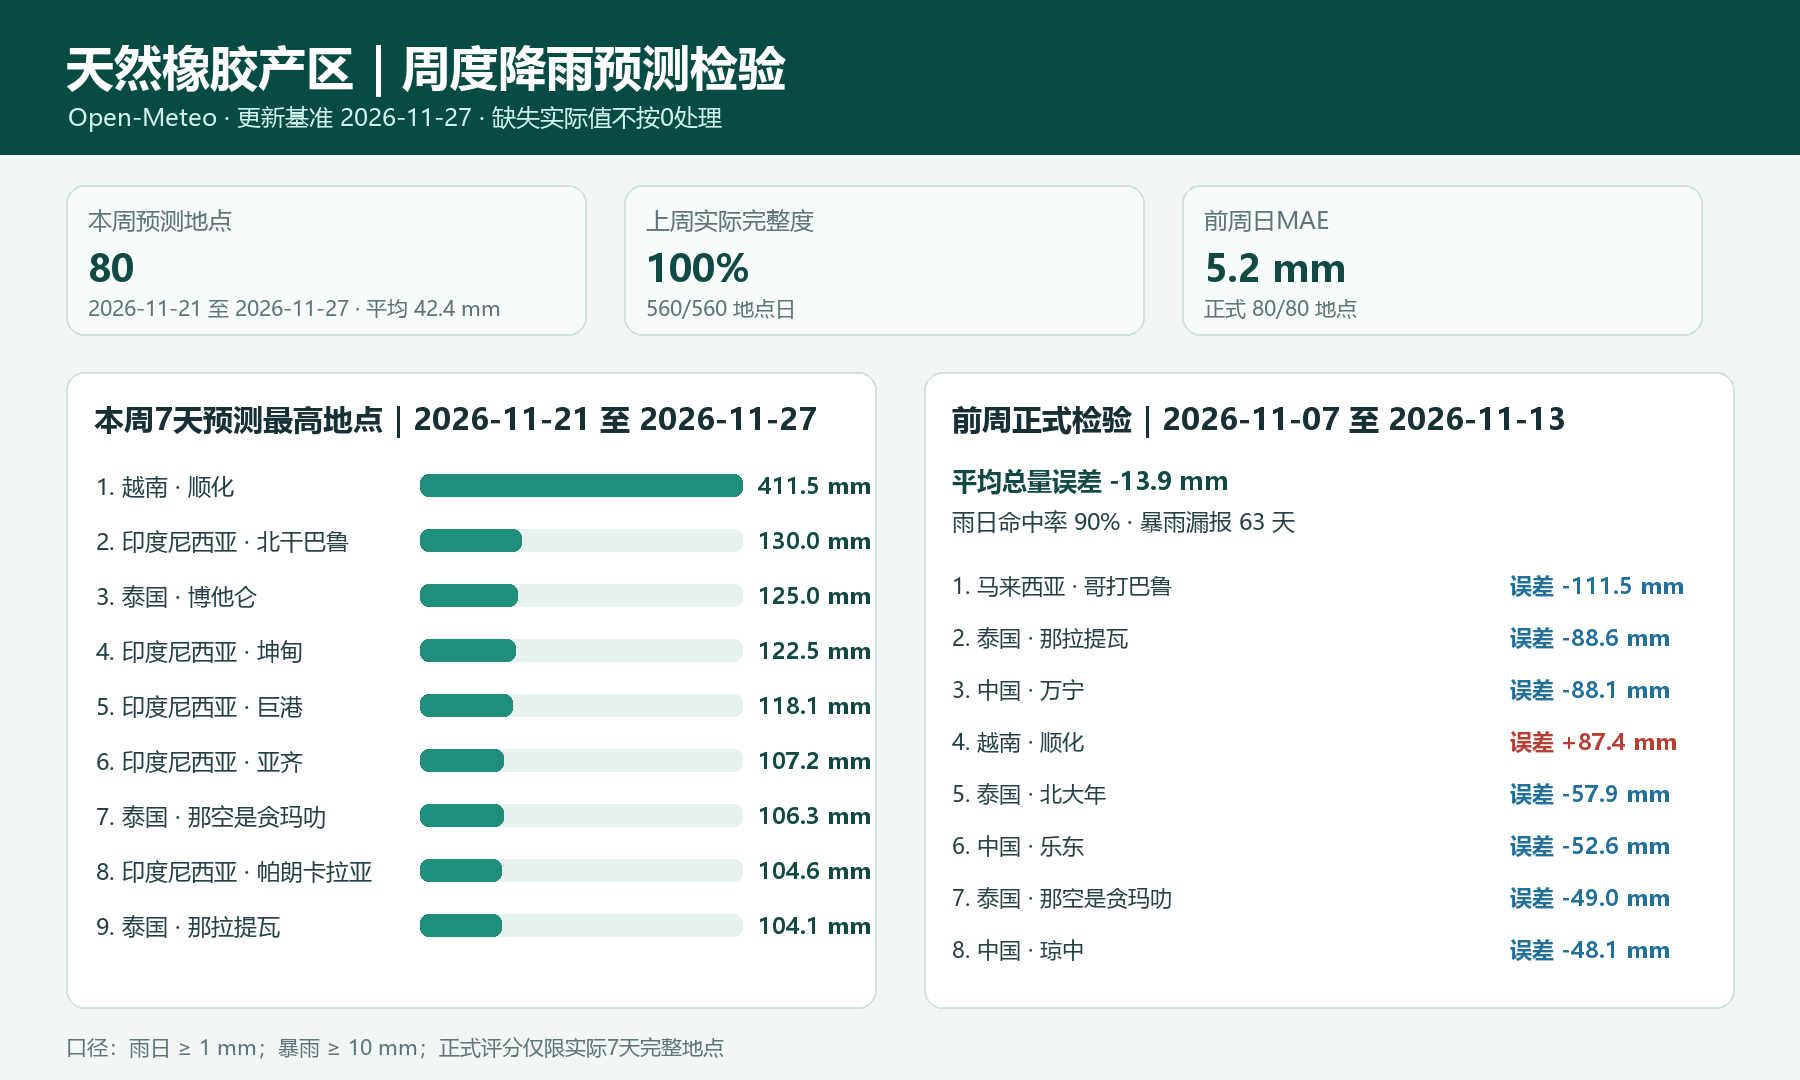 天然橡胶产区｜周度降雨预测检验
Open-Meteo · 更新基准 2026-11-27 · 缺失实际值不按0处理
本周预测地点
80
2026-11-21 至 2026-11-27 · 平均 42.4 mm
上周实际完整度
100%
560/560 地点日
前周日MAE
5.2 mm
正式 80/80 地点
本周7天预测最高地点｜2026-11-21 至 2026-11-27
1. 越南 · 顺化 411.5 mm
2. 印度尼西亚 · 北干巴鲁 130.0 mm
3. 泰国 · 博他仑 125.0 mm
4. 印度尼西亚 · 坤甸 122.5 mm
5. 印度尼西亚 · 巨港 118.1 mm
6. 印度尼西亚 · 亚齐 107.2 mm
7. 泰国 · 那空是贪玛叻 106.3 mm
8. 印度尼西亚 · 帕朗卡拉亚 104.6 mm
9. 泰国 · 那拉提瓦 104.1 mm
前周正式检验｜2026-11-07 至 2026-11-13
平均总量误差 -13.9 mm
雨日命中率 90% · 暴雨漏报 63 天
1. 马来西亚 · 哥打巴鲁 误差 -111.5 mm
2. 泰国 · 那拉提瓦 误差 -88.6 mm
3. 中国 · 万宁 误差 -88.1 mm
4. 越南 · 顺化 误差 +87.4 mm
5. 泰国 · 北大年 误差 -57.9 mm
6. 中国 · 乐东 误差 -52.6 mm
7. 泰国 · 那空是贪玛叻 误差 -49.0 mm
8. 中国 · 琼中 误差 -48.1 mm
口径：雨日 ≥ 1 mm；暴雨 ≥ 10 mm；正式评分仅限实际7天完整地点